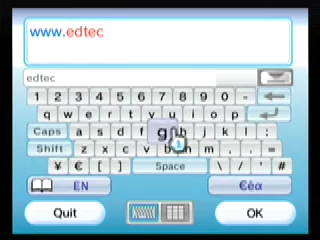 www.edtec
edtec
1 2 3 4 5 6 7 8 9 0 -
q w e r t y u i o p
Caps a s d f g h j k l :
Shift z x c v b n m , . =
¥ € [ ] Space \ / ' #
EN €éα
Quit OK